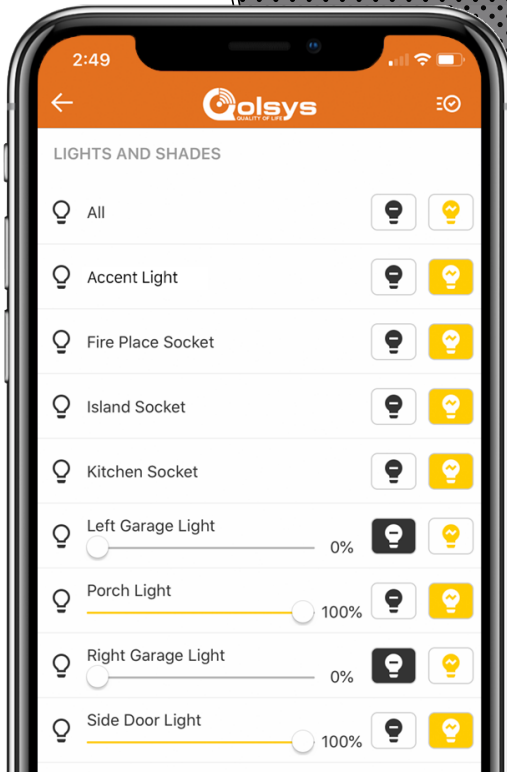 2:49
Qolsys
QUALITY OF LIFE
LIGHTS AND SHADES
All
Accent Light
Fire Place Socket
Island Socket
Kitchen Socket
Left Garage Light
0%
Porch Light
100%
Right Garage Light
0%
Side Door Light
100%